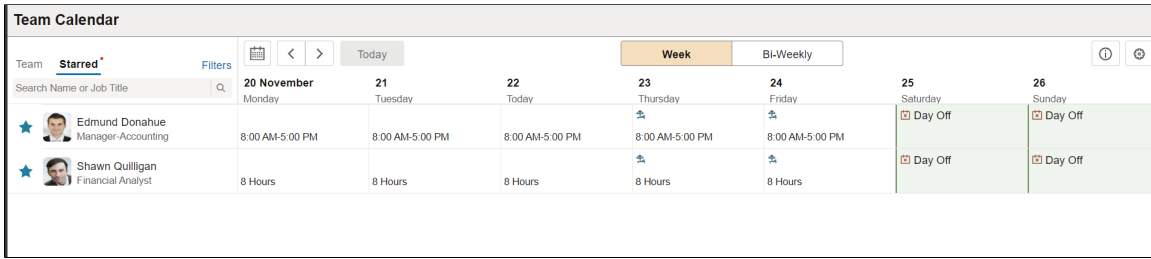 Team Calendar
Team Starred Filters
Today
Week Bi-Weekly
Search Name or Job Title
20 November 21 22 23 24 25 26
Monday Tuesday Today Thursday Friday Saturday Sunday
Edmund Donahue
Manager-Accounting
8:00 AM-5:00 PM 8:00 AM-5:00 PM 8:00 AM-5:00 PM 8:00 AM-5:00 PM 8:00 AM-5:00 PM Day Off Day Off
Shawn Quilligan
Financial Analyst
8 Hours 8 Hours 8 Hours 8 Hours 8 Hours Day Off Day Off